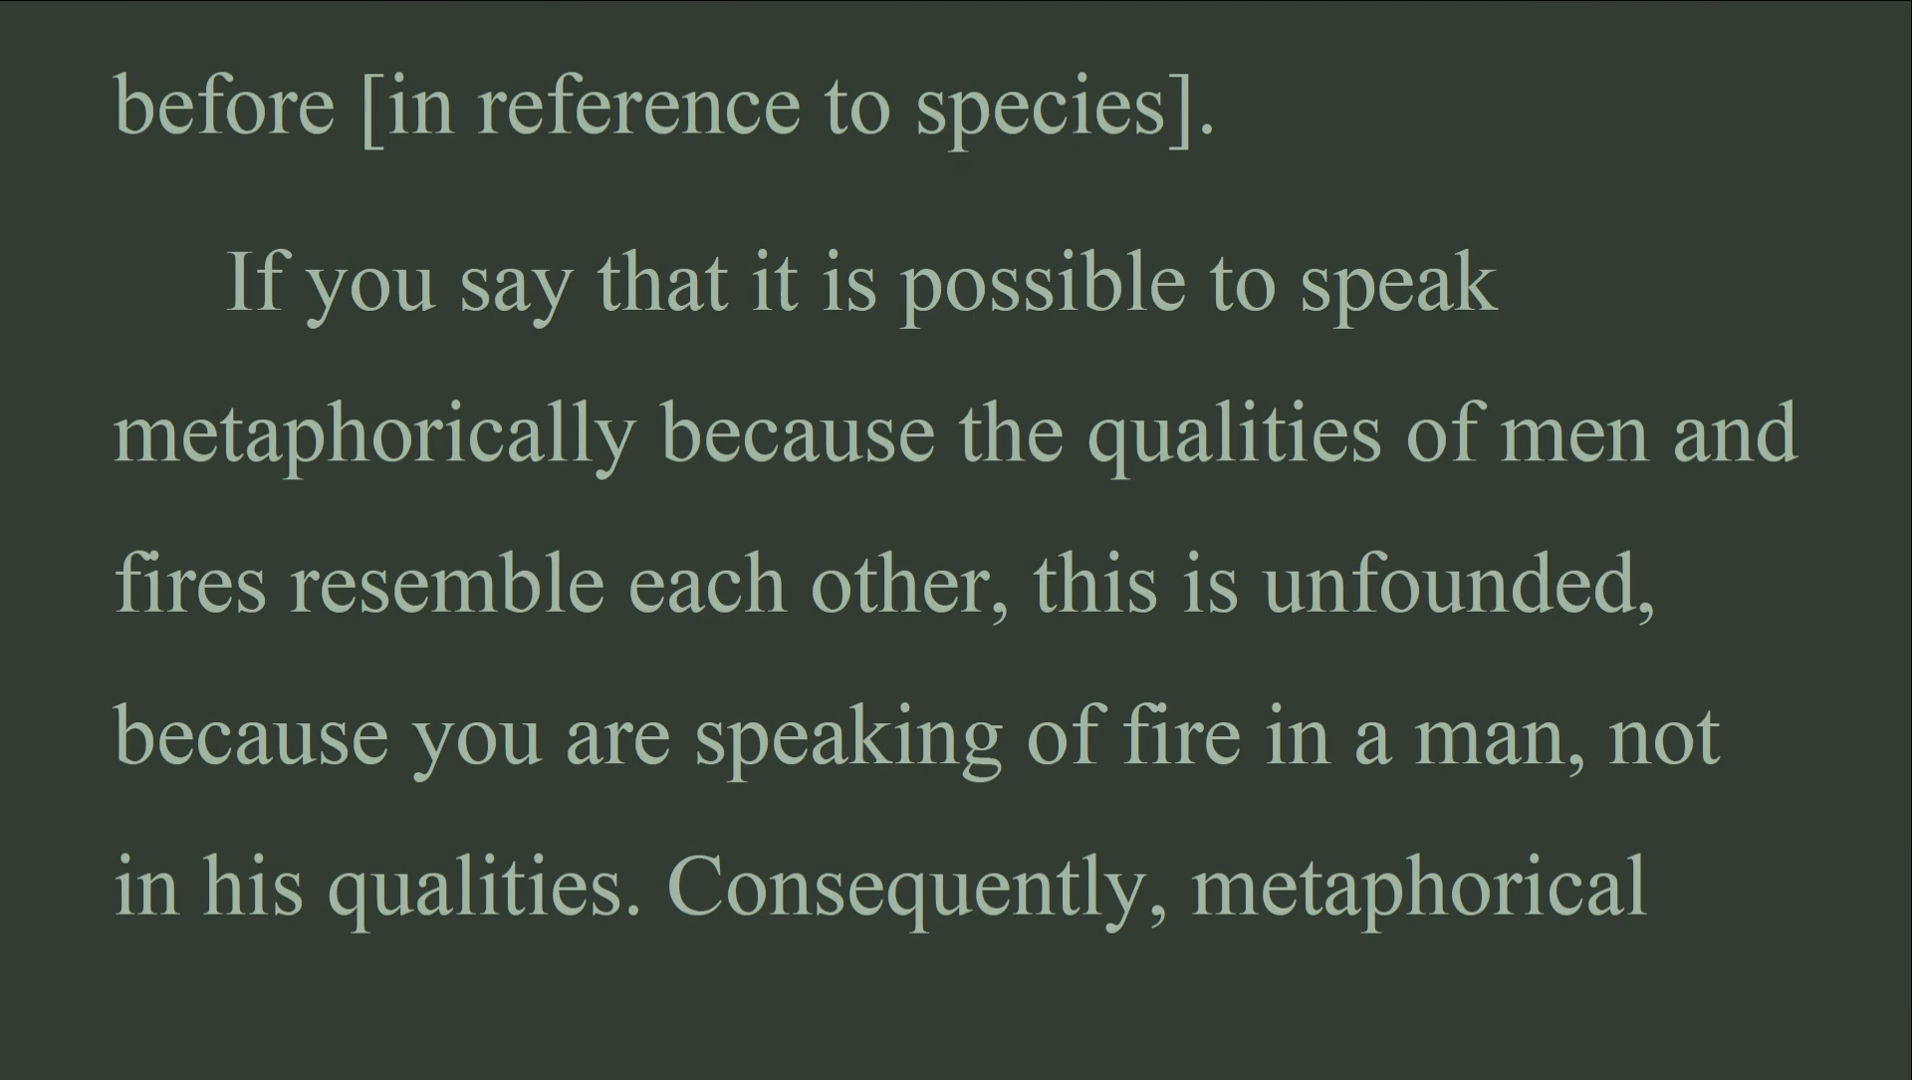 before [in reference to species].
If you say that it is possible to speak
metaphorically because the qualities of men and
fires resemble each other, this is unfounded,
because you are speaking of fire in a man, not
in his qualities. Consequently, metaphorical